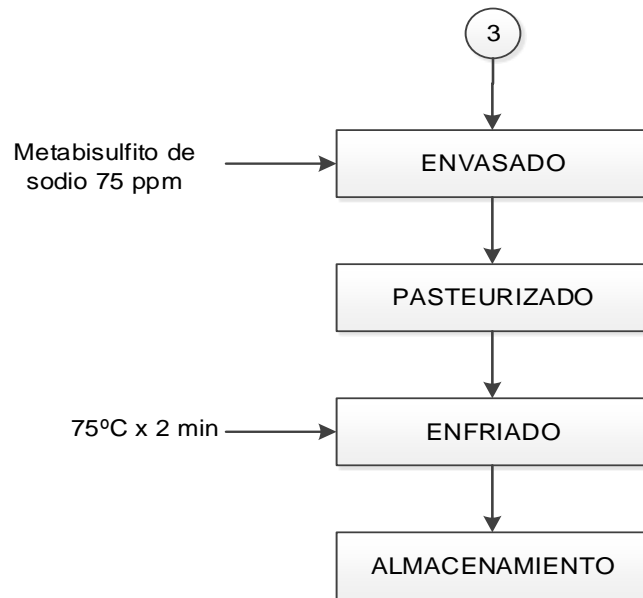 3
Metabisulfito de
sodio 75 ppm
ENVASADO
PASTEURIZADO
75ºC x 2 min
ENFRIADO
ALMACENAMIENTO